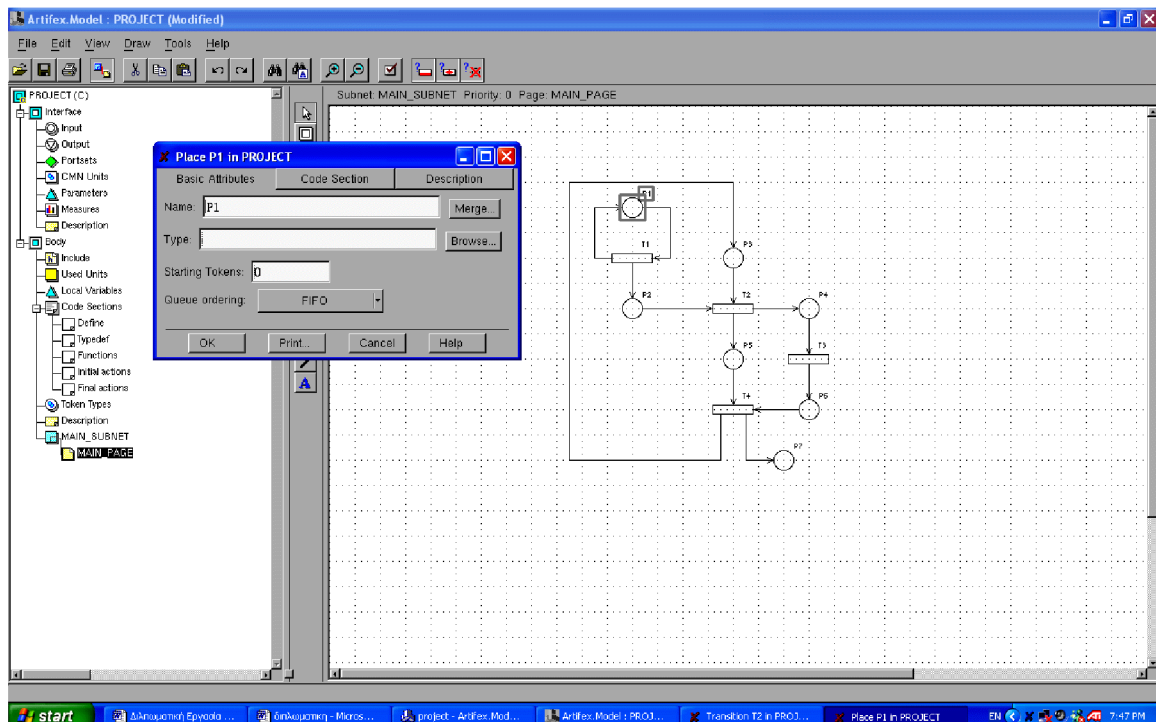 Artifex.Model : PROJECT (Modified)
File Edit View Draw Tools Help
PROJECT (C)
Interface
Input
Output
Portsets
CMN Units
Parameters
Measures
Description
Body
Include
Used Units
Local Variables
Code Sections
Define
Typedef
Functions
Initial actions
Final actions
Token Types
Description
MAIN_SUBNET
MAIN_PAGE
Subnet: MAIN_SUBNET Priority: 0 Page: MAIN_PAGE
Place P1 in PROJECT
Basic Attributes Code Section Description
Name: P1 Merge...
Type: Browse...
Starting Tokens: 0
Queue ordering: FIFO
OK Print... Cancel Help
A
P1
T1 P3
P2 T2 P4
P5 T3
T4 P6
P7
start Διπλωματική Εργασία ... διπλωματικη - Micros... project - Artifex.Mod... Artifex.Model : PROJ... Transition T2 in PROJ... Place P1 in PROJECT EN 7:47 PM